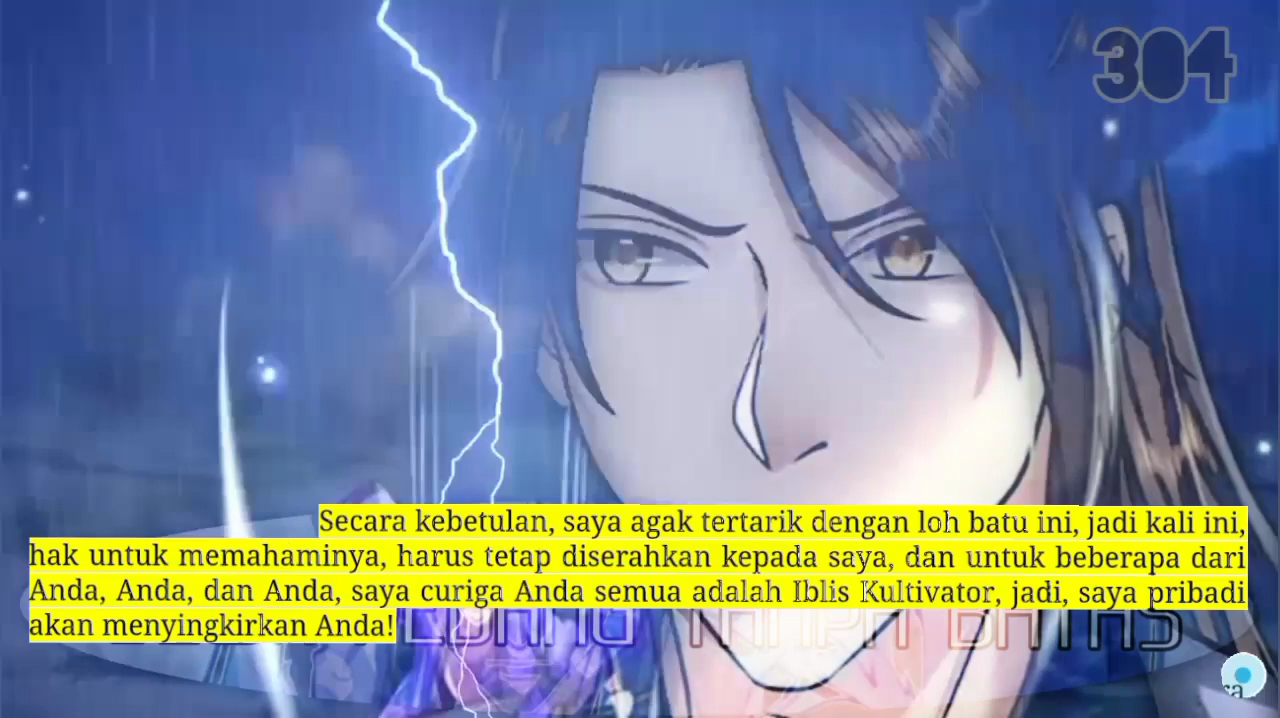 304
Secara kebetulan, saya agak tertarik dengan loh batu ini, jadi kali ini,
hak untuk memahaminya, harus tetap diserahkan kepada saya, dan untuk beberapa dari
Anda, Anda, dan Anda, saya curiga Anda semua adalah Iblis Kultivator, jadi, saya pribadi
akan menyingkirkan Anda!
TANPA BATAS